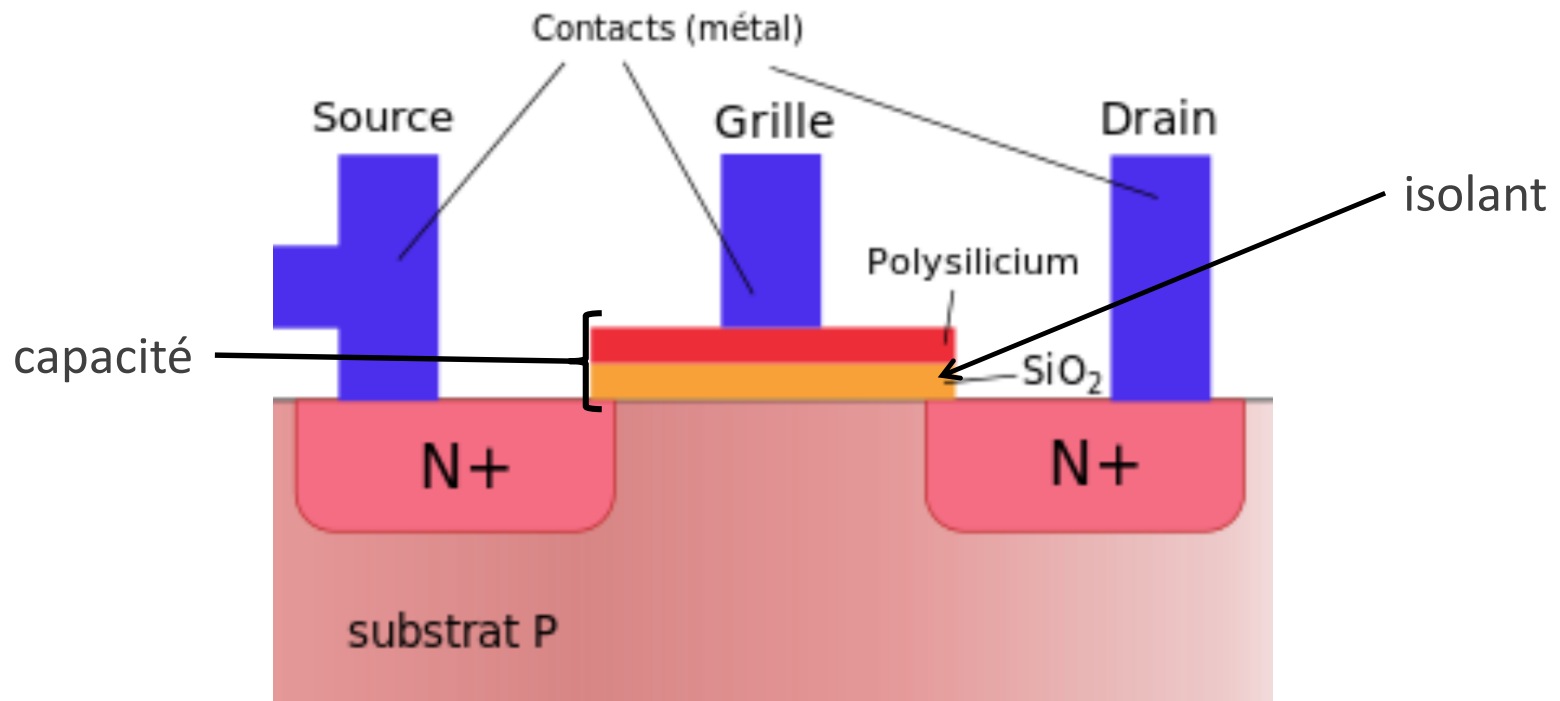 Contacts (métal)
Source
Grille
Drain
isolant
Polysilicium
capacité
SiO₂
N+
N+
substrat P